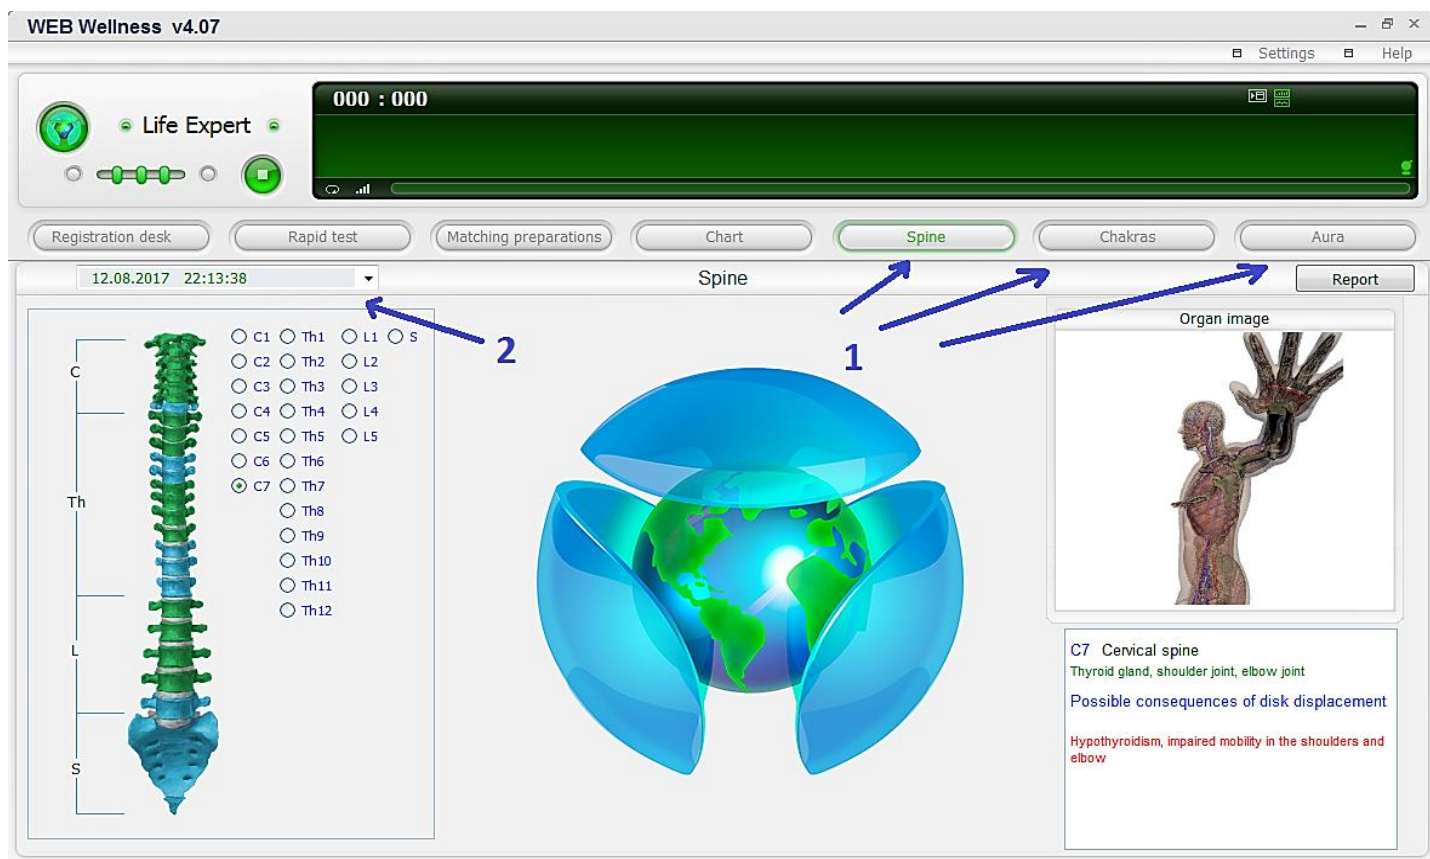 WEB Wellness v4.07
Settings Help
000 : 000
Life Expert
Registration desk Rapid test Matching preparations Chart Spine Chakras Aura
12.08.2017 22:13:38 Spine Report
C1 Th1 L1 S
C2 Th2 L2
C3 Th3 L3
C4 Th4 L4
C5 Th5 L5
C6 Th6
C7 Th7
Th8
Th9
Th10
Th11
Th12
C
Th
L
S
2
1
Organ image
C7 Cervical spine
Thyroid gland, shoulder joint, elbow joint
Possible consequences of disk displacement
Hypothyroidism, impaired mobility in the shoulders and
elbow